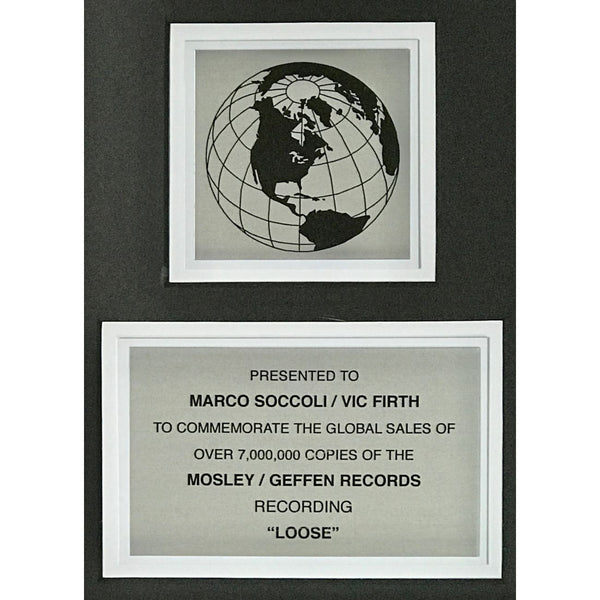 PRESENTED TO
MARCO SOCCOLI / VIC FIRTH
TO COMMEMORATE THE GLOBAL SALES OF
OVER 7,000,000 COPIES OF THE
MOSLEY / GEFFEN RECORDS
RECORDING
“LOOSE”